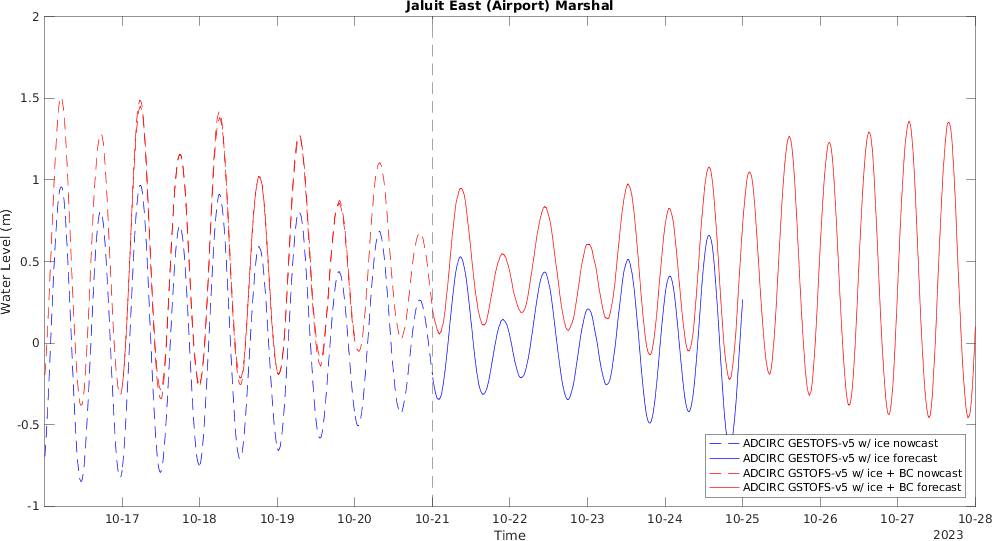 Jaluit East (Airport) Marshal
2
1.5
1
0.5
0
-0.5
-1
Water Level (m)
10-17
10-18
10-19
10-20
10-21
10-22
10-23
10-24
10-25
10-26
10-27
10-28
Time
2023
ADCIRC GESTOFS-v5 w/ ice nowcast
ADCIRC GESTOFS-v5 w/ ice forecast
ADCIRC GSTOFS-v5 w/ ice + BC nowcast
ADCIRC GSTOFS-v5 w/ ice + BC forecast